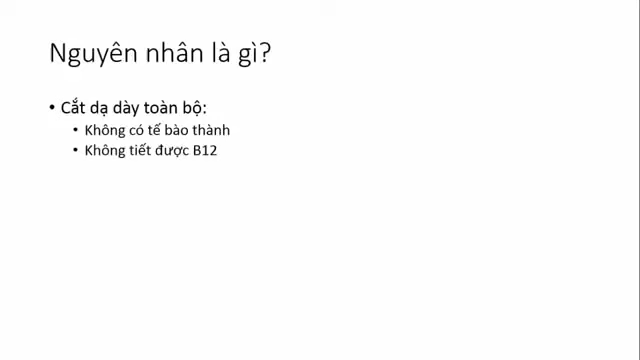 Nguyên nhân là gì?
• Cắt dạ dày toàn bộ:
• Không có tế bào thành
• Không tiết được B12